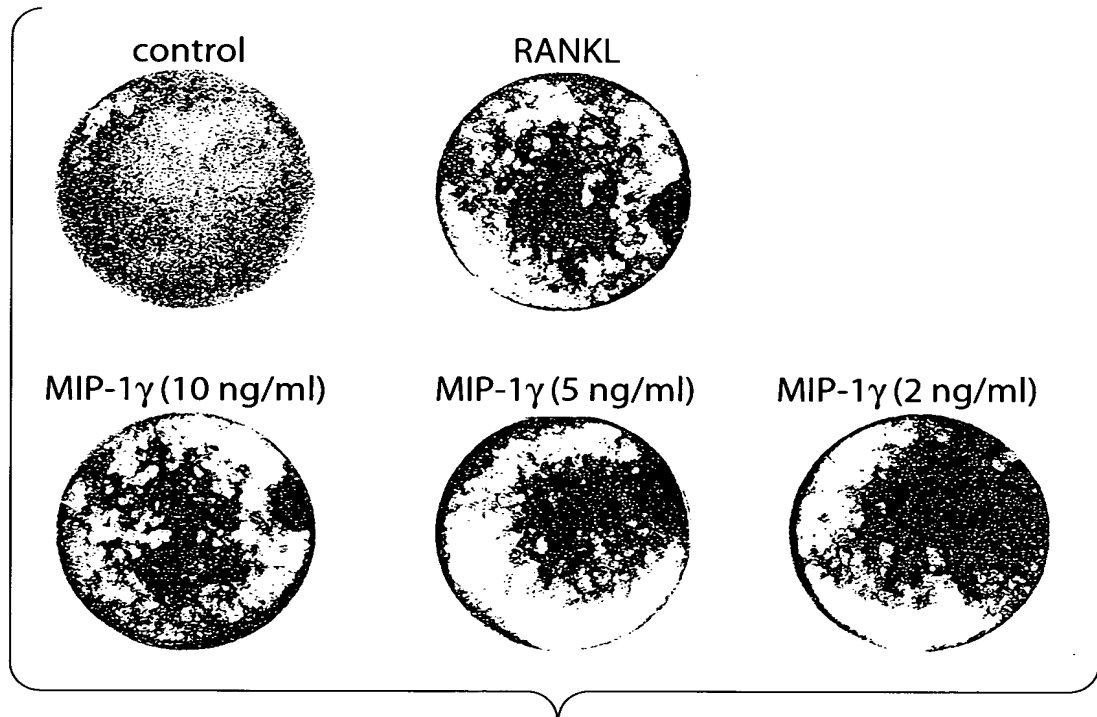 control
RANKL
MIP-1γ (10 ng/ml)
MIP-1γ (5 ng/ml)
MIP-1γ (2 ng/ml)